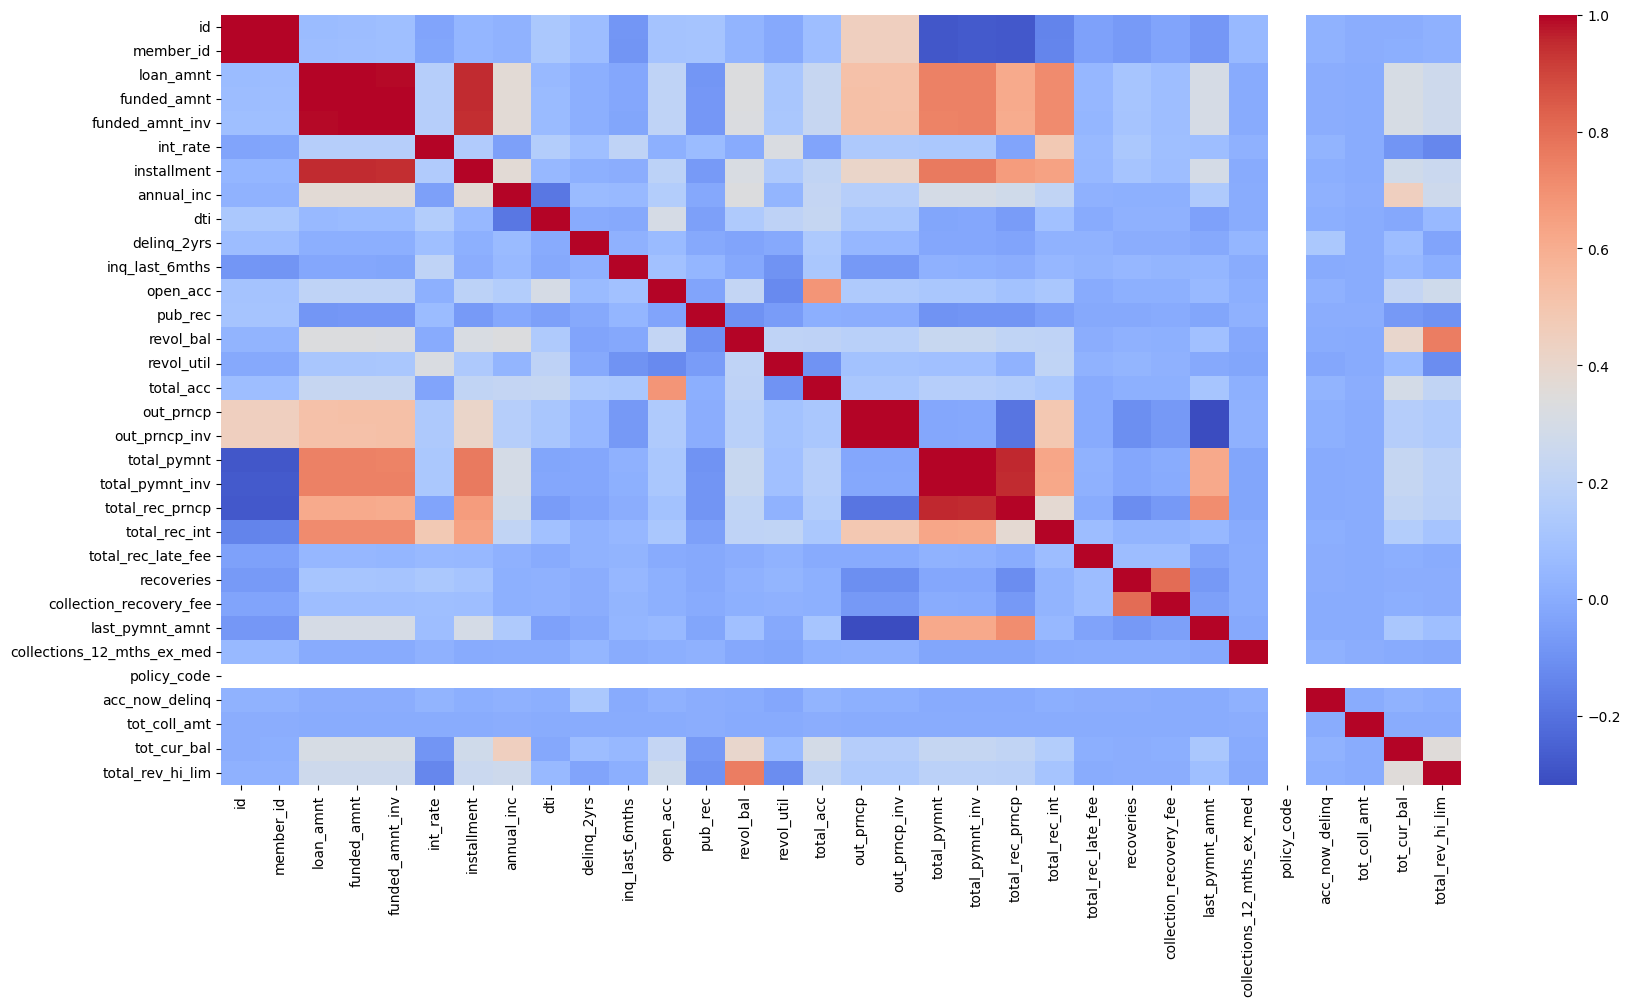 id
member_id
loan_amnt
funded_amnt
funded_amnt_inv
int_rate
installment
annual_inc
dti
delinq_2yrs
inq_last_6mths
open_acc
pub_rec
revol_bal
revol_util
total_acc
out_prncp
out_prncp_inv
total_pymnt
total_pymnt_inv
total_rec_prncp
total_rec_int
total_rec_late_fee
recoveries
collection_recovery_fee
last_pymnt_amnt
collections_12_mths_ex_med
policy_code
acc_now_delinq
tot_coll_amt
tot_cur_bal
total_rev_hi_lim
id
member_id
loan_amnt
funded_amnt
funded_amnt_inv
int_rate
installment
annual_inc
dti
delinq_2yrs
inq_last_6mths
open_acc
pub_rec
revol_bal
revol_util
total_acc
out_prncp
out_prncp_inv
total_pymnt
total_pymnt_inv
total_rec_prncp
total_rec_int
total_rec_late_fee
recoveries
collection_recovery_fee
last_pymnt_amnt
collections_12_mths_ex_med
policy_code
acc_now_delinq
tot_coll_amt
tot_cur_bal
total_rev_hi_lim
1.0
0.8
0.6
0.4
0.2
0.0
−0.2